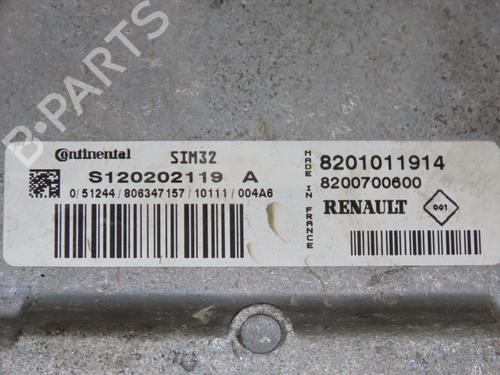 B-PARTS
Continental SIM32
S120202119 A
0/51244/806347157/10111/004A6
MADE IN FRANCE
8201011914
8200700600
RENAULT 001